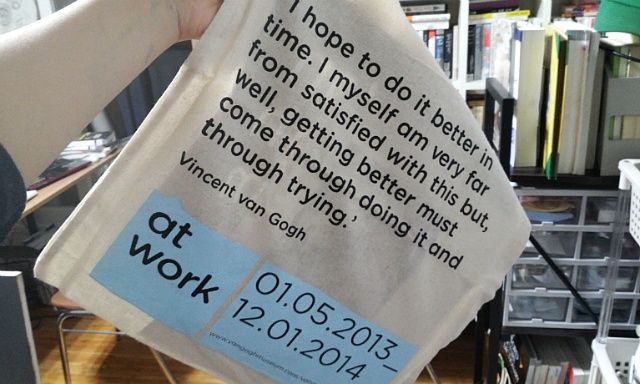 I hope to do it better in
time. I myself am very far
from satisfied with this but,
well, getting better must
come through doing it and
through trying.’
Vincent van Gogh
at
work
01.05.2013–
12.01.2014